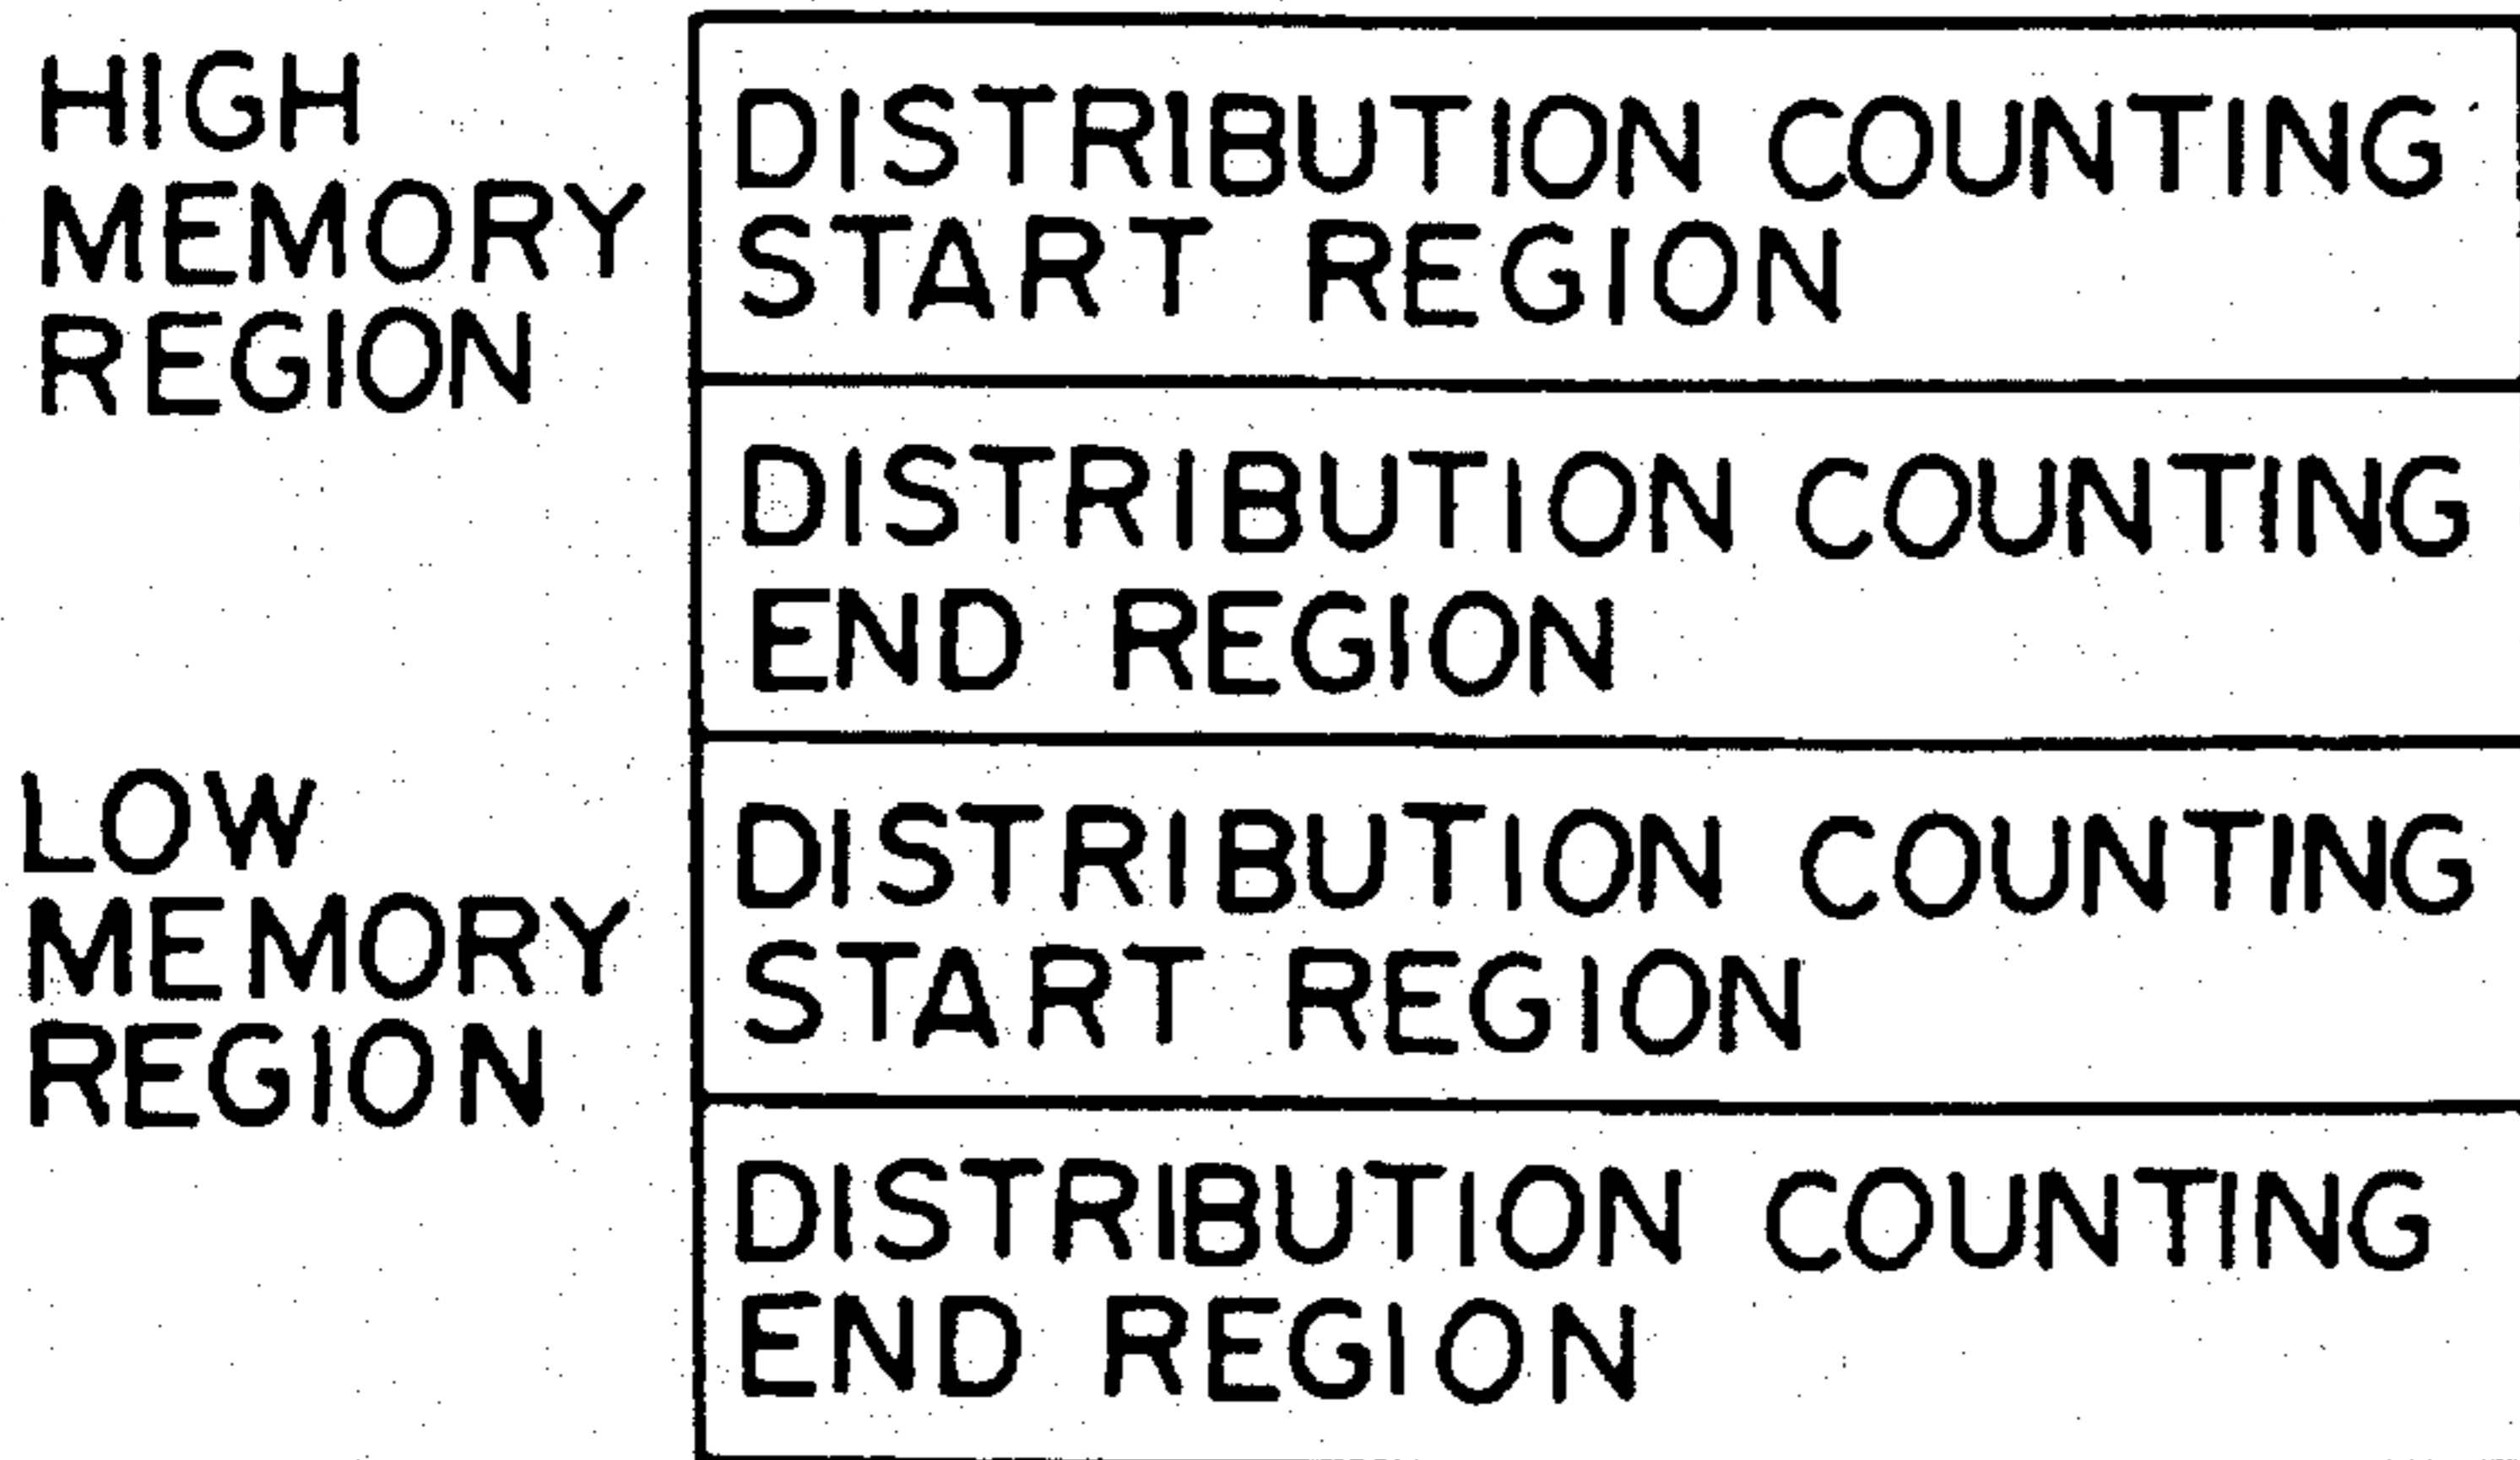 HIGH
MEMORY
REGION
DISTRIBUTION COUNTING
START REGION
DISTRIBUTION COUNTING
END REGION
LOW
MEMORY
REGION
DISTRIBUTION COUNTING
START REGION
DISTRIBUTION COUNTING
END REGION